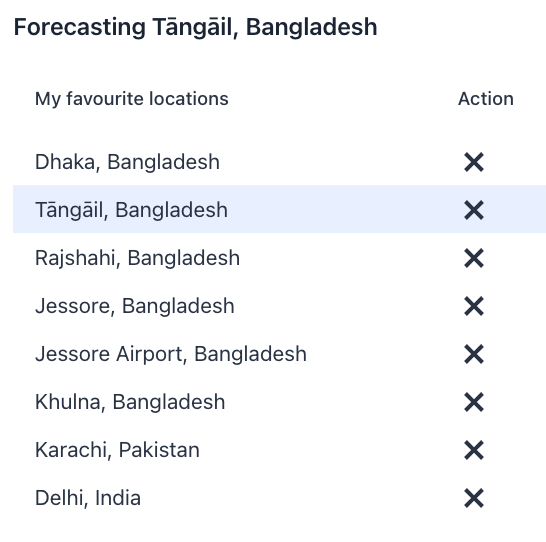 Forecasting Tāngāil, Bangladesh
My favourite locations Action
Dhaka, Bangladesh
Tāngāil, Bangladesh
Rajshahi, Bangladesh
Jessore, Bangladesh
Jessore Airport, Bangladesh
Khulna, Bangladesh
Karachi, Pakistan
Delhi, India